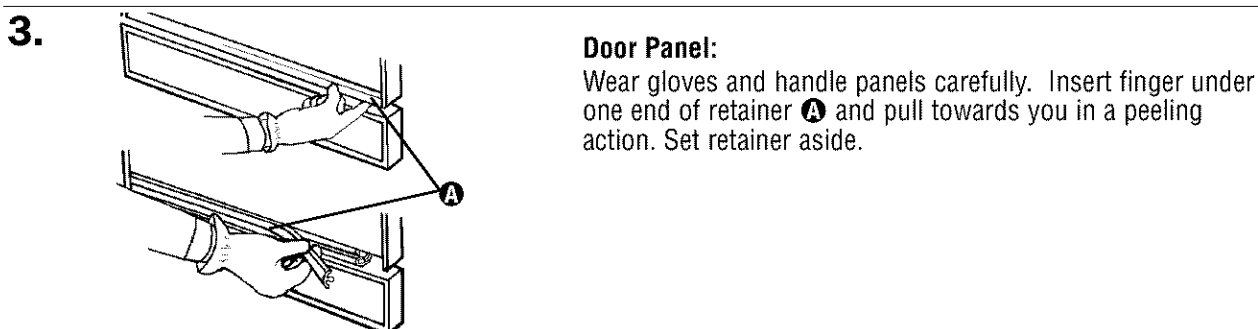 3.
Door Panel:
Wear gloves and handle panels carefully. Insert finger under
one end of retainer A and pull towards you in a peeling
action. Set retainer aside.
A